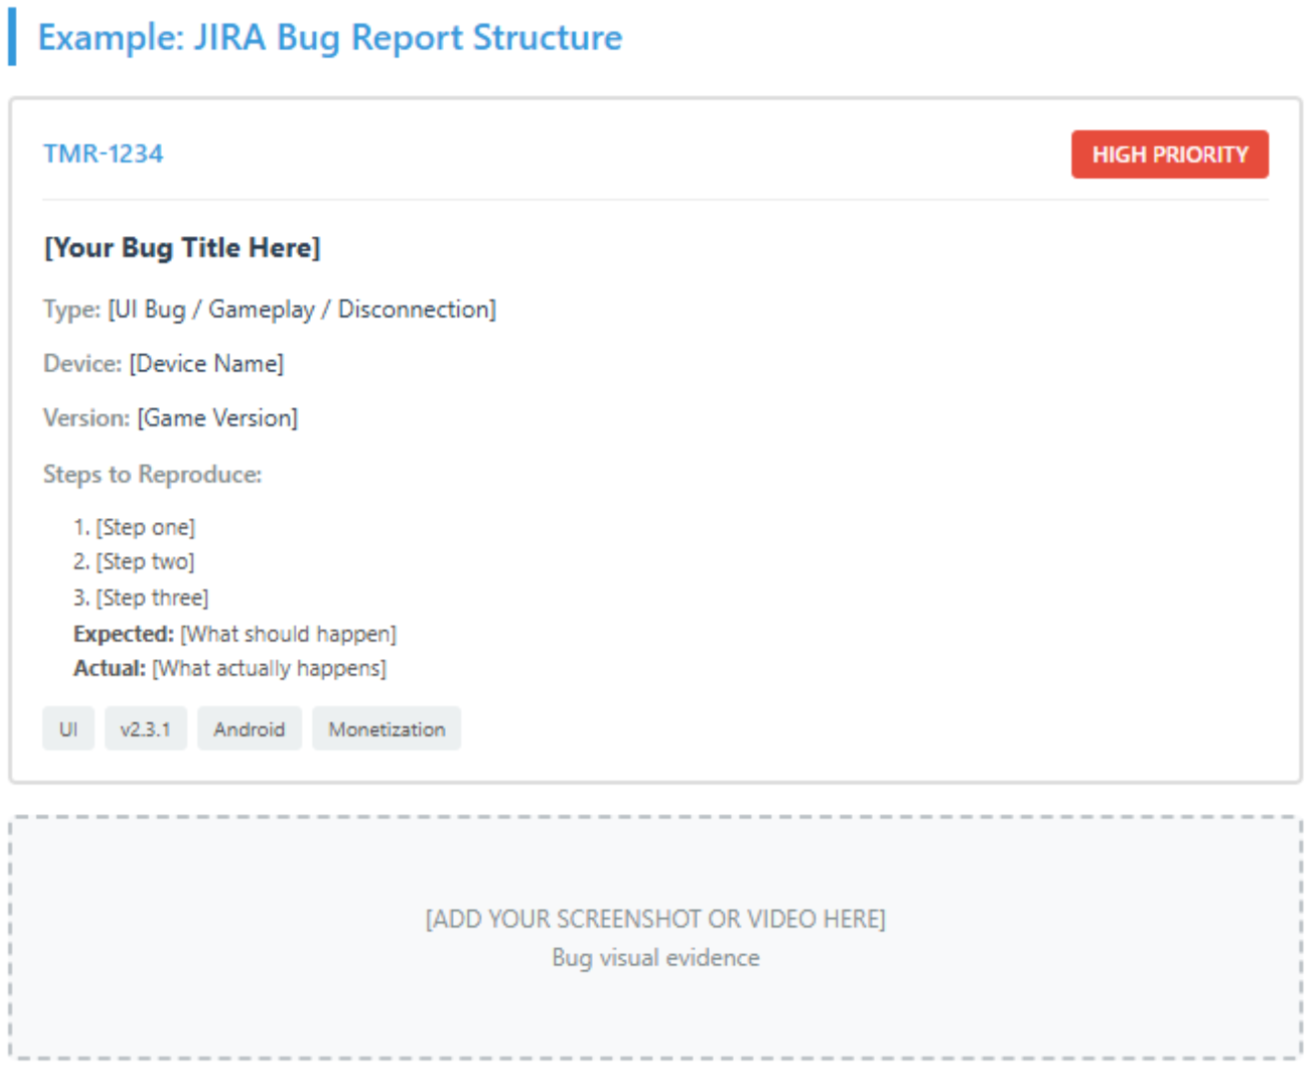 Example: JIRA Bug Report Structure
TMR-1234
HIGH PRIORITY
[Your Bug Title Here]
Type: [UI Bug / Gameplay / Disconnection]
Device: [Device Name]
Version: [Game Version]
Steps to Reproduce:
1. [Step one]
2. [Step two]
3. [Step three]
Expected: [What should happen]
Actual: [What actually happens]
UI
v2.3.1
Android
Monetization
[ADD YOUR SCREENSHOT OR VIDEO HERE]
Bug visual evidence